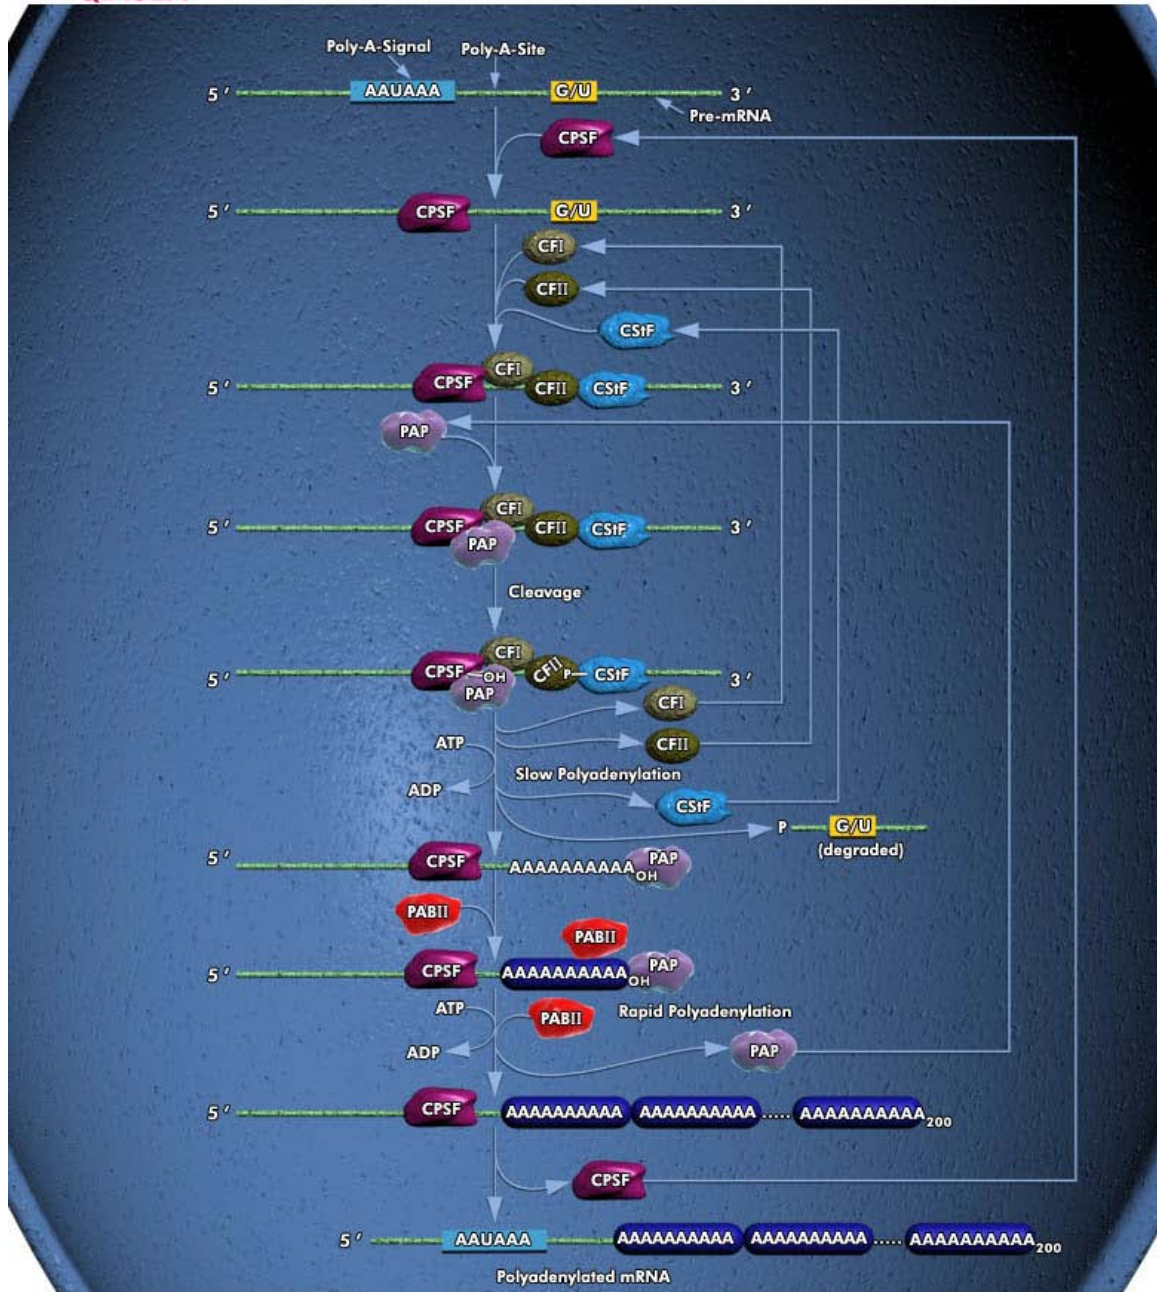 Poly-A-Signal
Poly-A-Site
5 ′ AAUAAA G/U 3 ′
Pre-mRNA
CPSF
5 ′ CPSF G/U 3 ′
CFI
CFII
CStF
5 ′ CPSF CFI CFII CStF 3 ′
PAP
5 ′ CPSF CFI CFII CStF 3 ′
PAP
Cleavage
5 ′ CPSF CFI CFII P CStF 3 ′
OH
PAP
CFI
ATP
CFII
Slow Polyadenylation
ADP
CStF
P G/U
(degraded)
5 ′ CPSF AAAAAAAAAA OH PAP
PABII
PABII
5 ′ CPSF AAAAAAAAAA OH PAP
ATP
PABII
Rapid Polyadenylation
ADP
PAP
5 ′ CPSF AAAAAAAAAA AAAAAAAAAA ..... AAAAAAAAAA 200
CPSF
5 ′ AAUAAA AAAAAAAAAA AAAAAAAAAA ..... AAAAAAAAAA 200
Polyadenylated mRNA